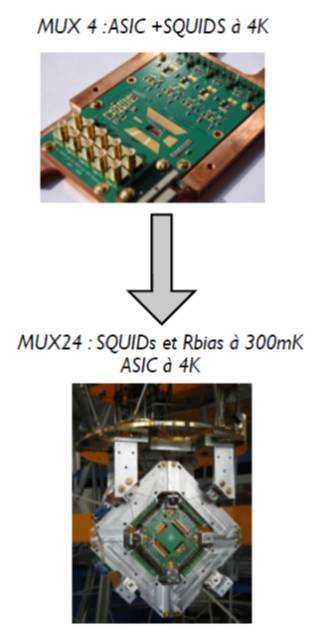 MUX 4 : ASIC +SQUIDS à 4K
MUX24 : SQUIDs et Rbias à 300mK
ASIC à 4K